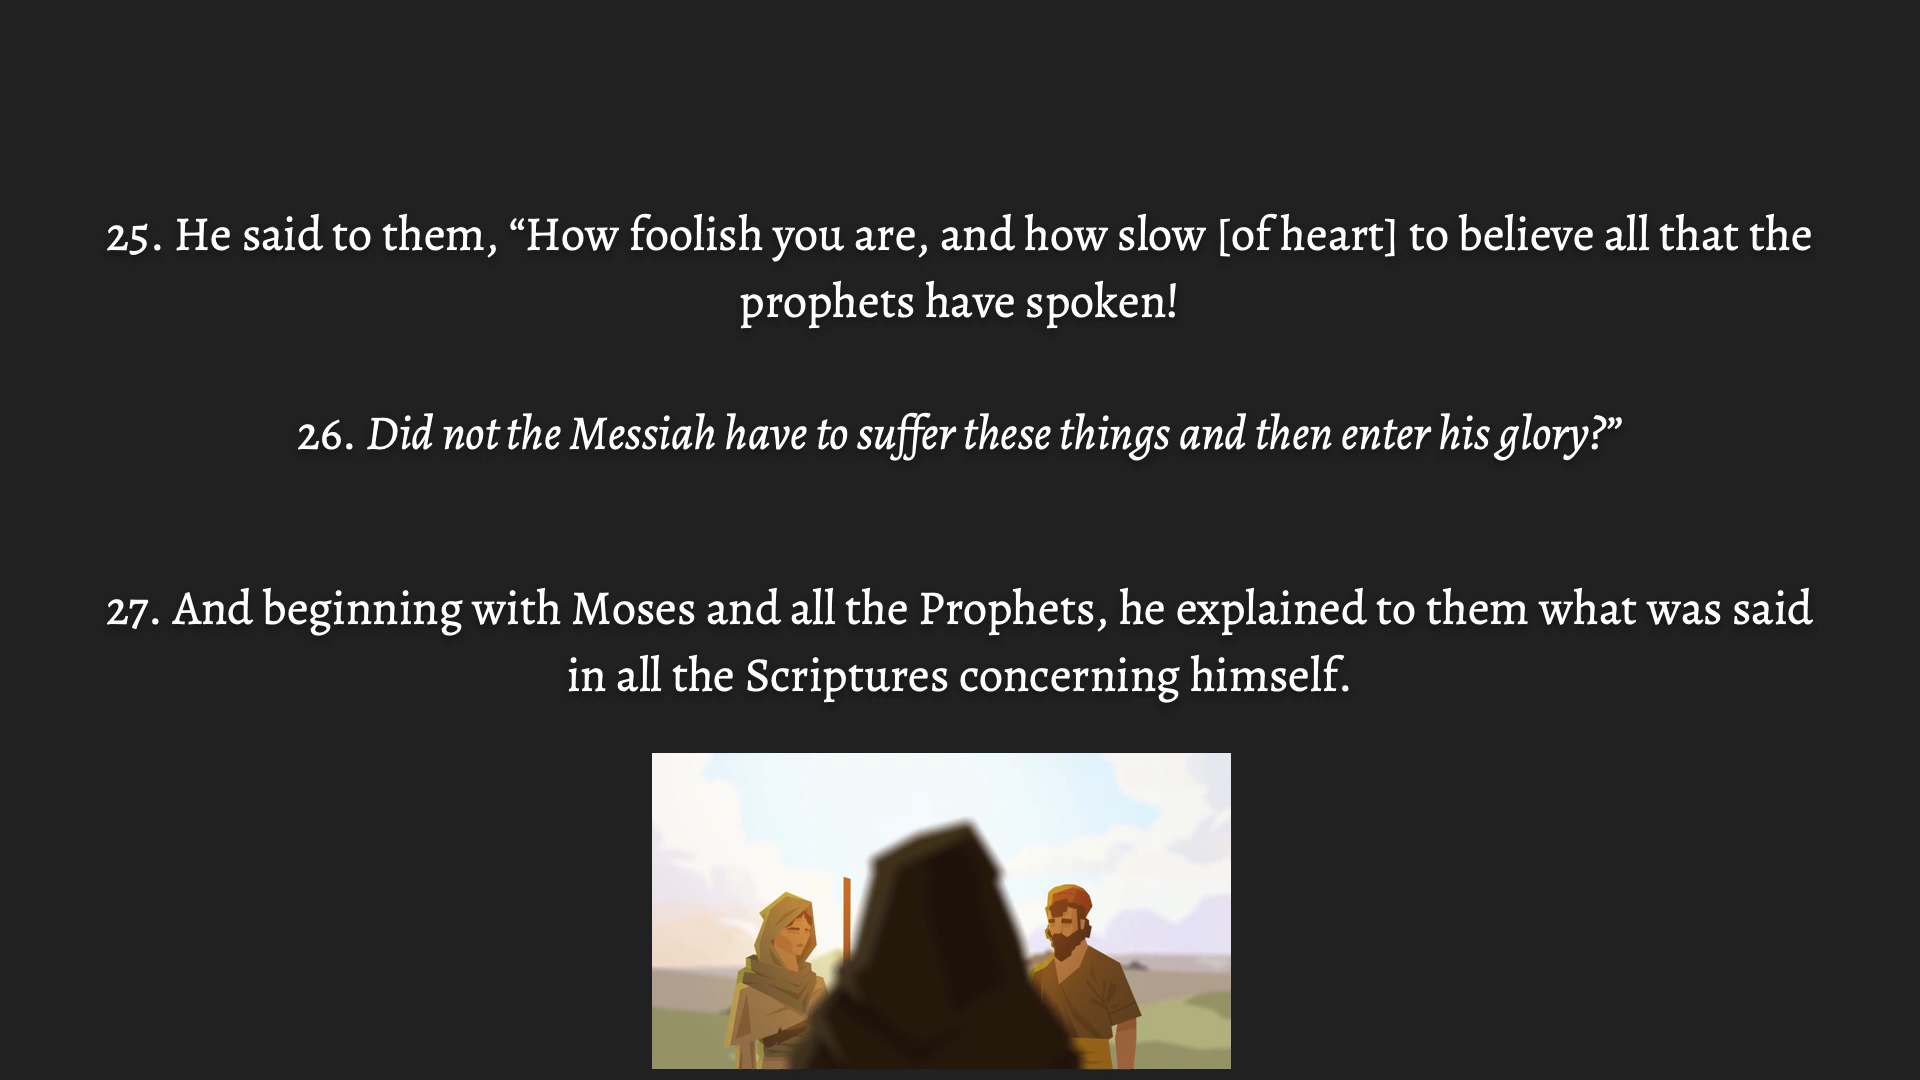 25. He said to them, “How foolish you are, and how slow [of heart] to believe all that the
prophets have spoken!
26. Did not the Messiah have to suffer these things and then enter his glory?”
27. And beginning with Moses and all the Prophets, he explained to them what was said
in all the Scriptures concerning himself.